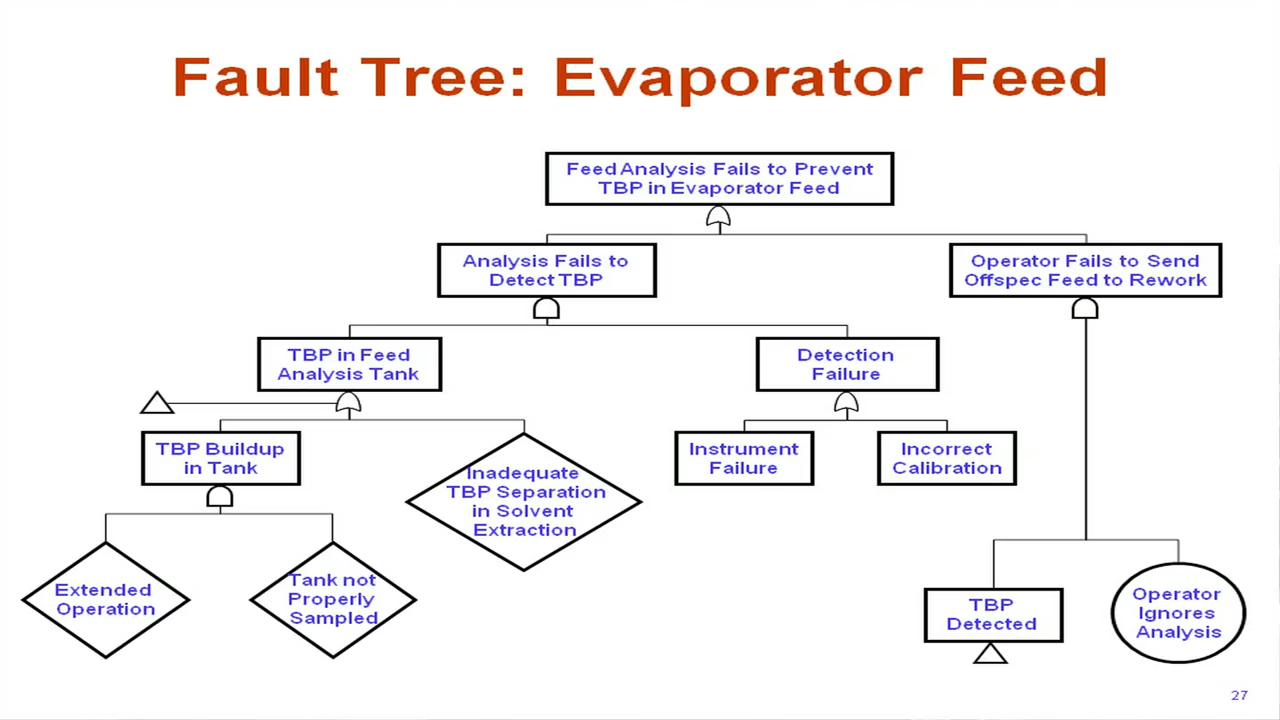 Fault Tree: Evaporator Feed
Feed Analysis Fails to Prevent
TBP in Evaporator Feed
Analysis Fails to
Detect TBP
Operator Fails to Send
Offspec Feed to Rework
TBP in Feed
Analysis Tank
Detection
Failure
TBP Buildup
in Tank
Inadequate
TBP Separation
in Solvent
Extraction
Instrument
Failure
Incorrect
Calibration
Extended
Operation
Tank not
Properly
Sampled
TBP
Detected
Operator
Ignores
Analysis
27